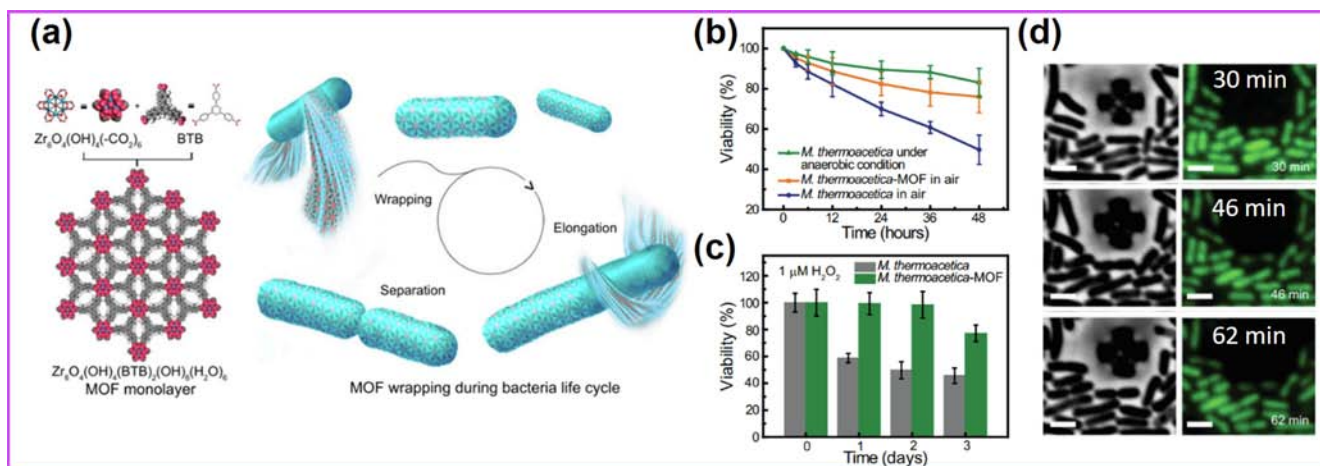 (a)
Zr6O4(OH)4(-CO2)6
BTB
Zr6O4(OH)4(BTB)2(OH)6(H2O)6
MOF monolayer
Wrapping
Elongation
Separation
MOF wrapping during bacteria life cycle
(b)
Viability (%)
100
80
60
40
20
M. thermoacetica under
anaerobic condition
M. thermoacetica-MOF in air
M. thermoacetica in air
0 12 24 36 48
Time (hours)
(c)
Viability (%)
120
100
80
60
40
20
0
1 μM H2O2
M. thermoacetica
M. thermoacetica-MOF
0 1 2 3
Time (days)
(d)
30 min
30 min
46 min
46 min
62 min
62 min